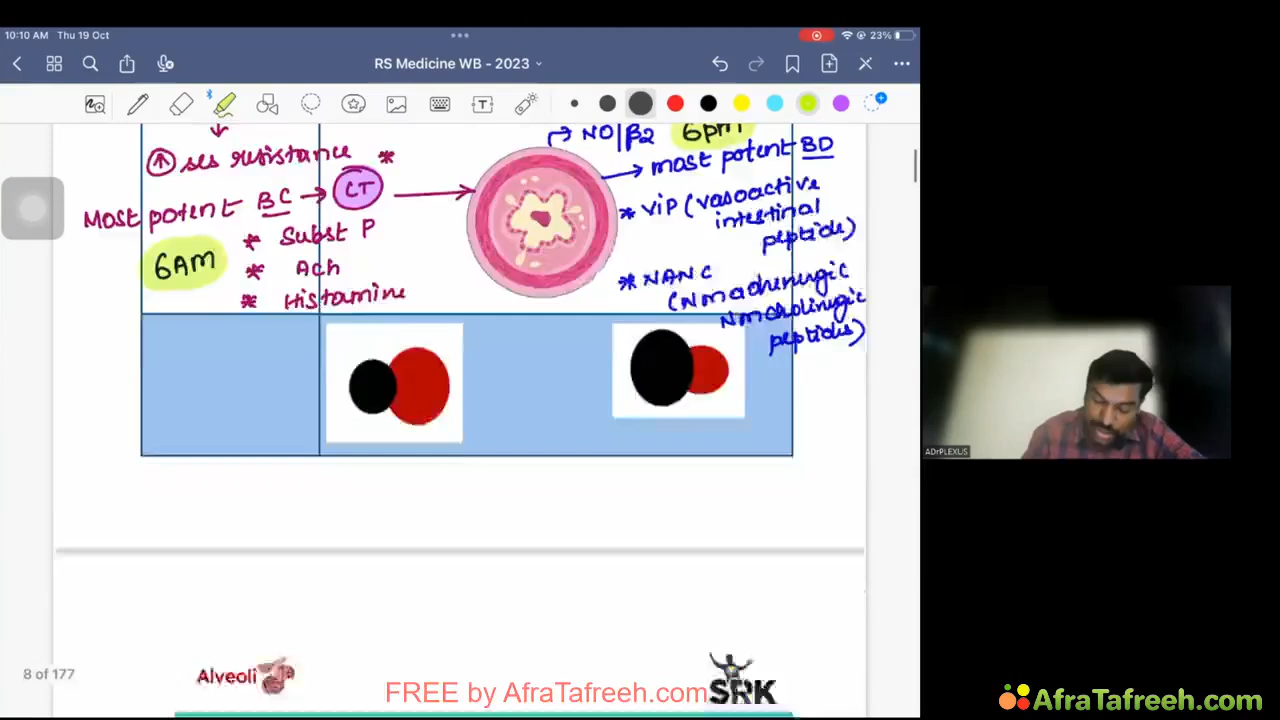 10:10 AM Thu 19 Oct
23%
RS Medicine WB - 2023
T
NO/β2 6pm
↑ ses resistance *
→ most potent BD
Most potent BC → CT
* VIP (vasoactive
intestinal
peptide)
* Subst P
6Am
* Ach
* Histamine
* NANC
(Nonadrenergic
Noncholinergic
peptides)
ADrPLEXUS
8 of 177
Alveoli
SRK
FREE by AfraTafreeh.com
AfraTafreeh.com